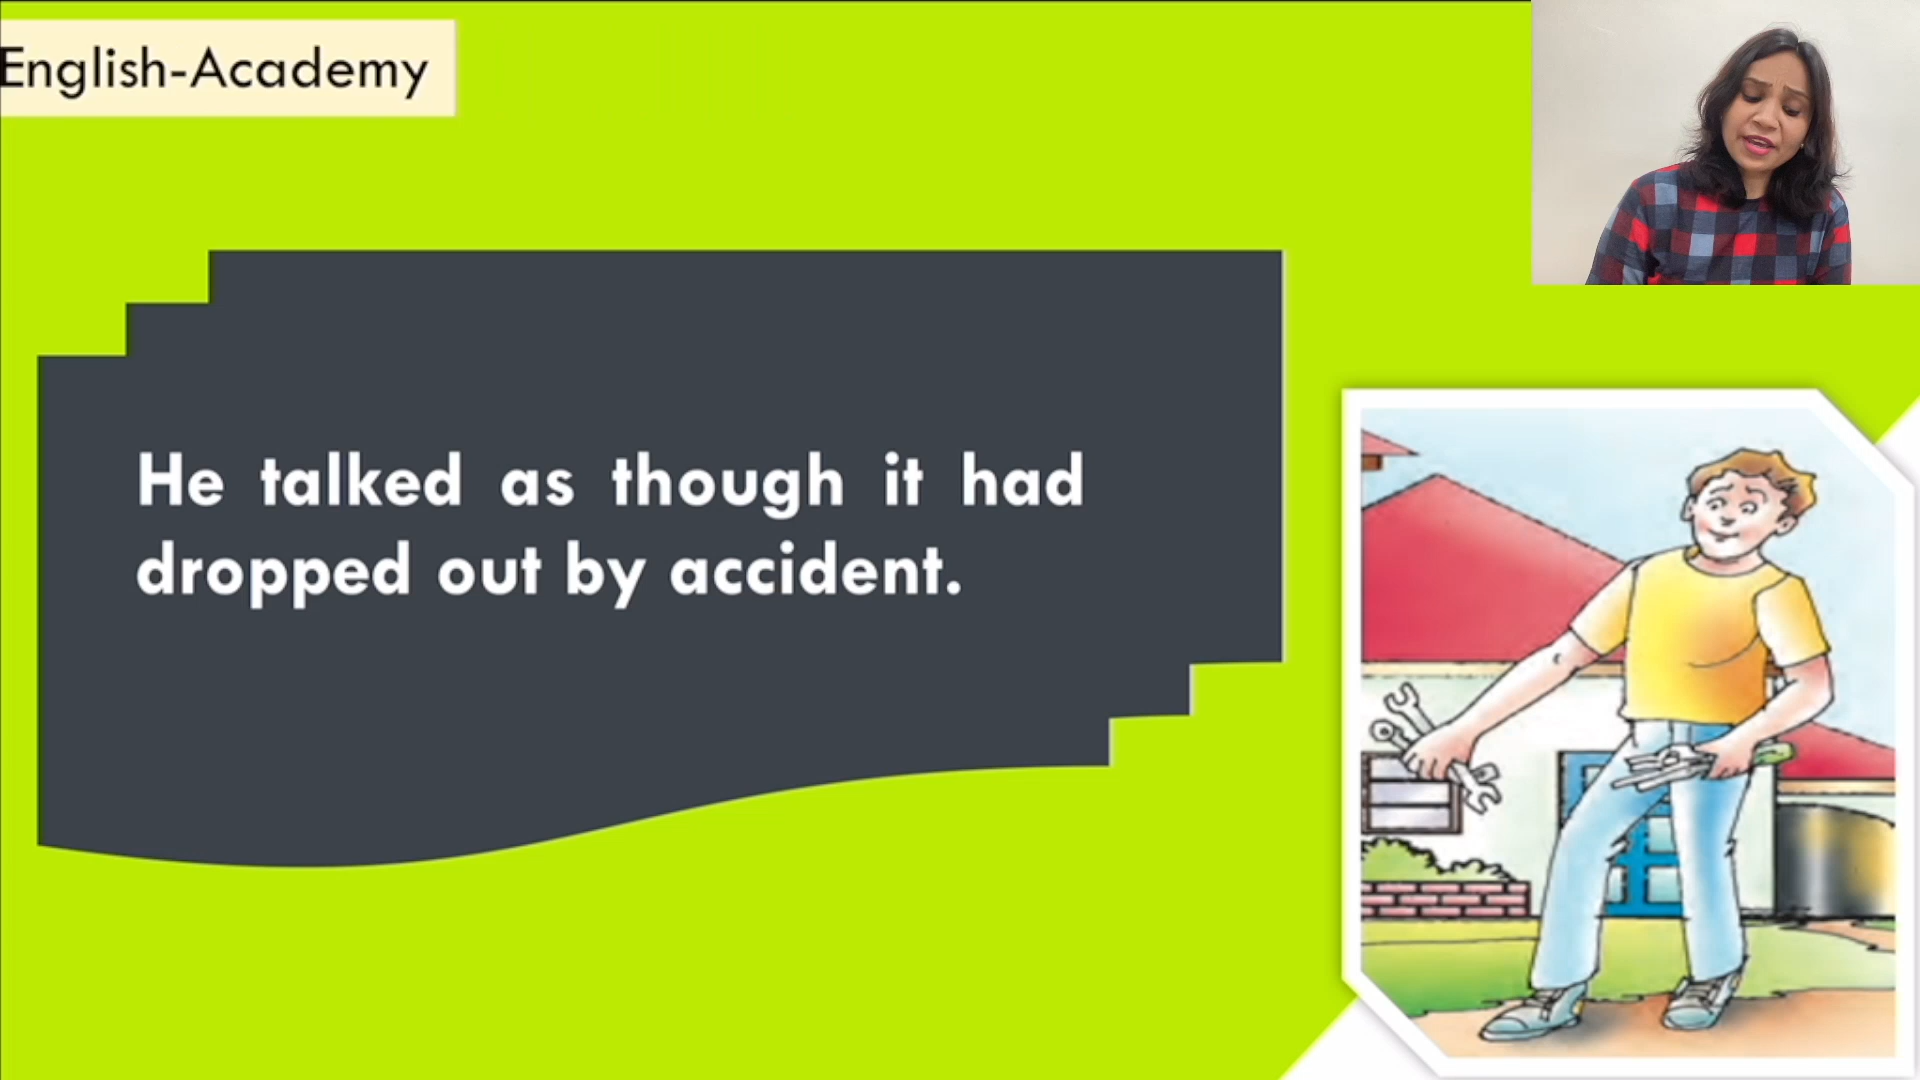 English-Academy
He talked as though it had
dropped out by accident.